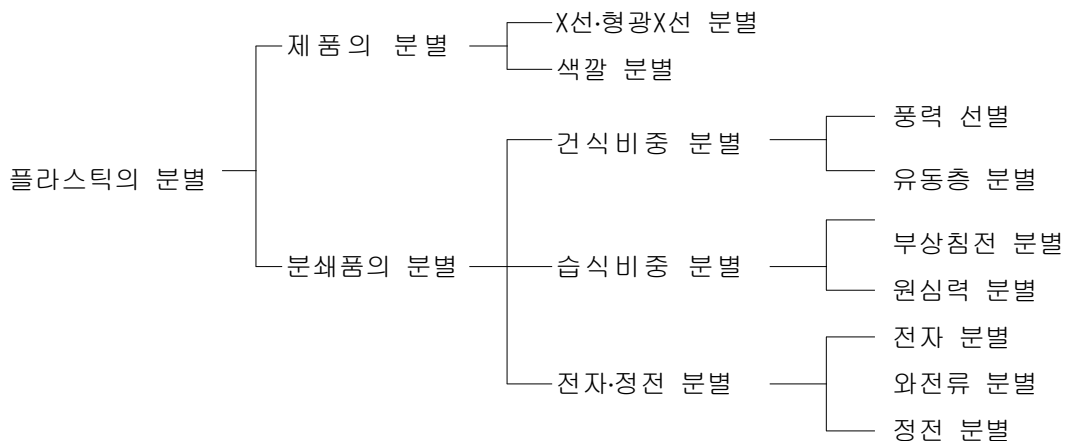 X선·형광X선 분별
제품의 분별
색깔 분별
풍력 선별
건식비중 분별
플라스틱의 분별
유동층 분별
부상침전 분별
분쇄품의 분별
습식비중 분별
원심력 분별
전자 분별
전자·정전 분별
와전류 분별
정전 분별